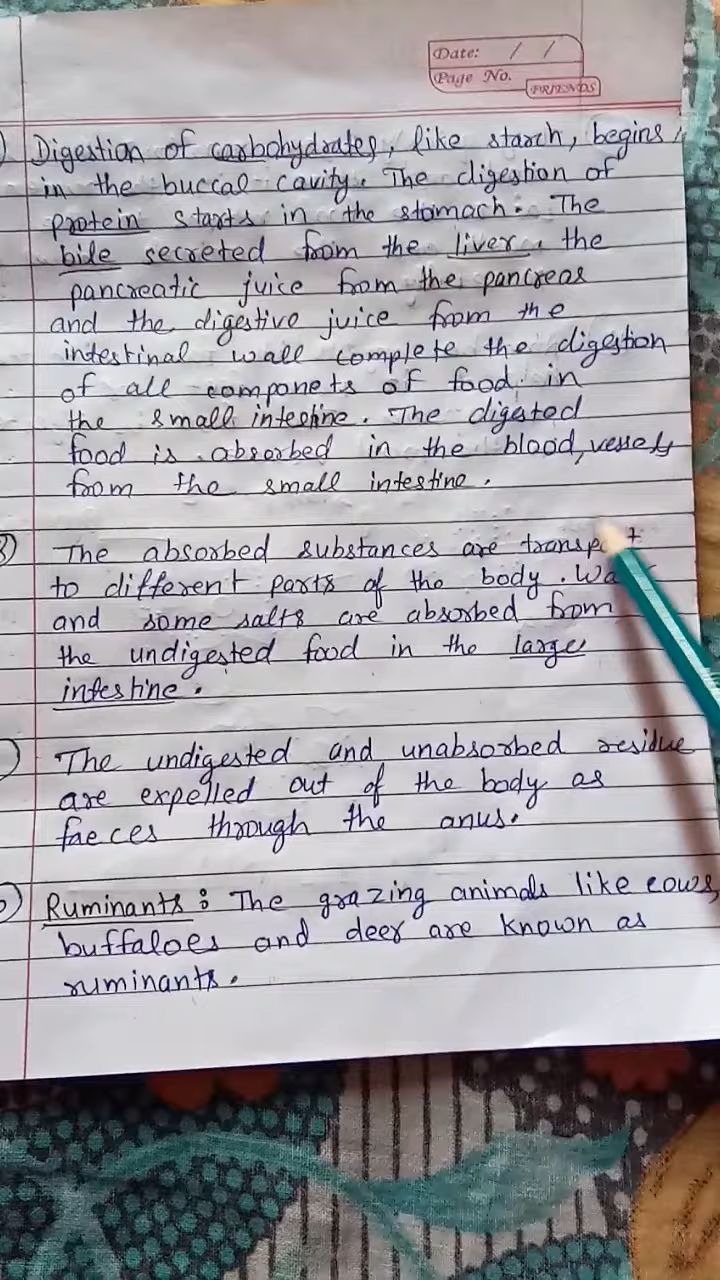 Date: / /
Page No.
FRIENDS
Digestion of carbohydrates, like starch, begins
in the buccal cavity. The digestion of
protein starts in the stomach. The
bile secreted from the liver, the
pancreatic juice from the pancreas
and the digestive juice from the
intestinal wall complete the digestion
of all componets of food in
the small intestine. The digested
food is absorbed in the blood vessels
from the small intestine.
The absorbed substances are
to different parts of the body.
and some salts are absorbed from
the undigested food in the large
intestine.
The undigested and unabsorbed residue
are expelled out of the body as
faeces through the anus.
Ruminants : The grazing animals like cows,
buffaloes and deer are known as
ruminants.